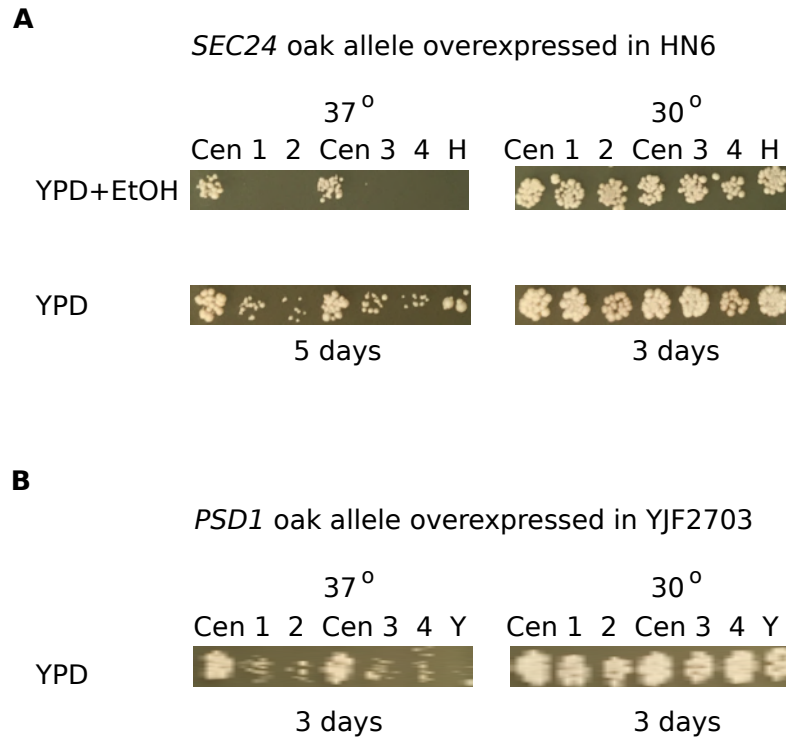 A
SEC24 oak allele overexpressed in HN6
37° 30°
Cen 1 2 Cen 3 4 H Cen 1 2 Cen 3 4 H
YPD+EtOH
YPD
5 days 3 days
B
PSD1 oak allele overexpressed in YJF2703
37° 30°
Cen 1 2 Cen 3 4 Y Cen 1 2 Cen 3 4 Y
YPD
3 days 3 days